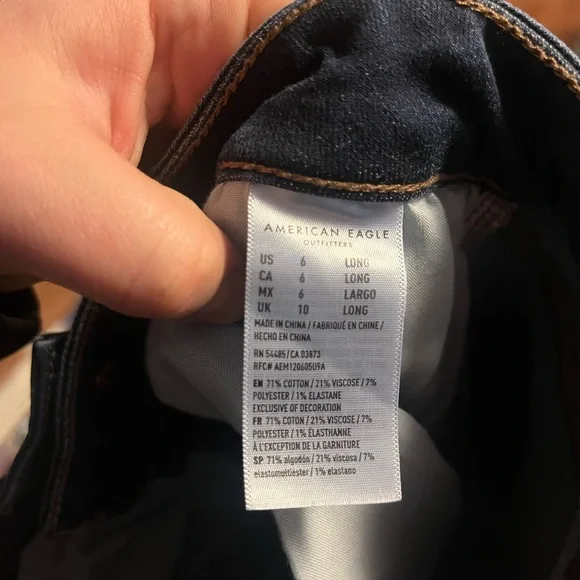 AMERICAN EAGLE
OUTFITTERS
US 6 LONG
CA 6 LONG
MX 6 LARGO
UK 10 LONG
MADE IN CHINA / FABRIQUÉ EN CHINE /
HECHO EN CHINA
RN 54485 / CA 03873
RFC# AEM120605U9A
EN 71% COTTON / 21% VISCOSE / 7%
POLYESTER / 1% ELASTANE
EXCLUSIVE OF DECORATION
FR 71% COTON / 21% VISCOSE / 7%
POLYESTER / 1% ÉLASTHANNE
À L'EXCEPTION DE LA GARNITURE
SP 71% algodón / 21% viscosa / 7%
elastomultiéster / 1% elastano